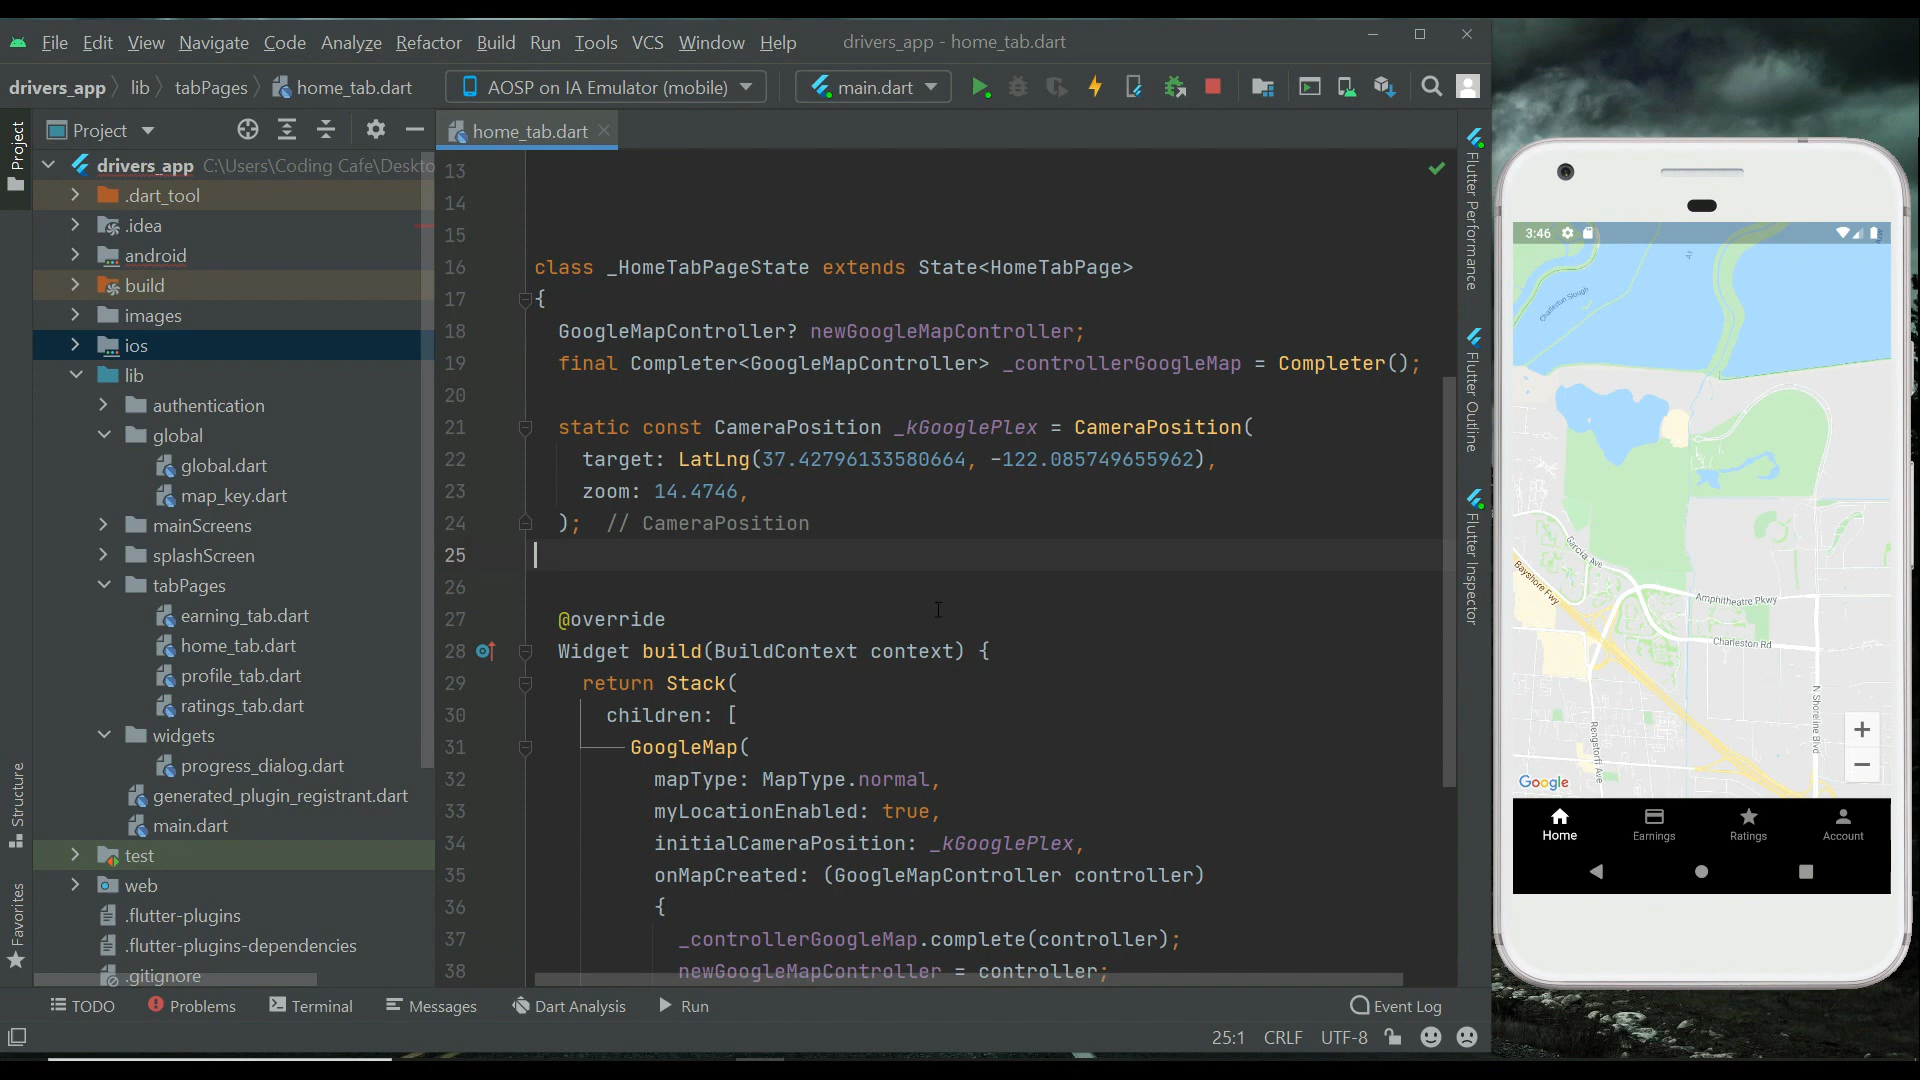 File Edit View Navigate Code Analyze Refactor Build Run Tools VCS Window Help drivers_app - home_tab.dart
drivers_app lib tabPages home_tab.dart AOSP on IA Emulator (mobile) main.dart
Project
home_tab.dart
Project
drivers_app C:\Users\Coding Cafe\Deskto
.dart_tool
.idea
android
build
images
ios
lib
authentication
global
global.dart
map_key.dart
mainScreens
splashScreen
tabPages
earning_tab.dart
home_tab.dart
profile_tab.dart
ratings_tab.dart
widgets
progress_dialog.dart
generated_plugin_registrant.dart
main.dart
test
web
.flutter-plugins
.flutter-plugins-dependencies
.gitignore
Structure
Favorites
13
14
15
16 class _HomeTabPageState extends State<HomeTabPage>
17 {
18 GoogleMapController? newGoogleMapController;
19 final Completer<GoogleMapController> _controllerGoogleMap = Completer();
20
21 static const CameraPosition _kGooglePlex = CameraPosition(
22 target: LatLng(37.42796133580664, -122.085749655962),
23 zoom: 14.4746,
24 ); // CameraPosition
25
26
27 @override
28 Widget build(BuildContext context) {
29 return Stack(
30 children: [
31 GoogleMap(
32 mapType: MapType.normal,
33 myLocationEnabled: true,
34 initialCameraPosition: _kGooglePlex,
35 onMapCreated: (GoogleMapController controller)
36 {
37 _controllerGoogleMap.complete(controller);
38 newGoogleMapController = controller;
Flutter Performance
Flutter Outline
Flutter Inspector
TODO Problems Terminal Messages Dart Analysis Run Event Log
25:1 CRLF UTF-8
3:46
Charleston Slough
Garcia Ave
Bayshore Fwy
Amphitheatre Pkwy
Charleston Rd
N Shoreline Blvd
Rengstorff Ave
+
−
Google
Home Earnings Ratings Account